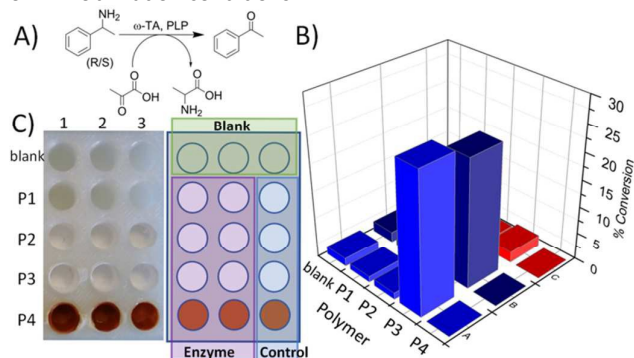 A)
NH₂
(R/S)
ω-TA, PLP
O
O
OH
O
O
OH
NH₂
B)
30
25
20
15
10
5
0
% Conversion
blank P1 P2 P3 P4
Polymer
A
B
C
C)
1 2 3
blank
P1
P2
P3
P4
Blank
Enzyme
Control